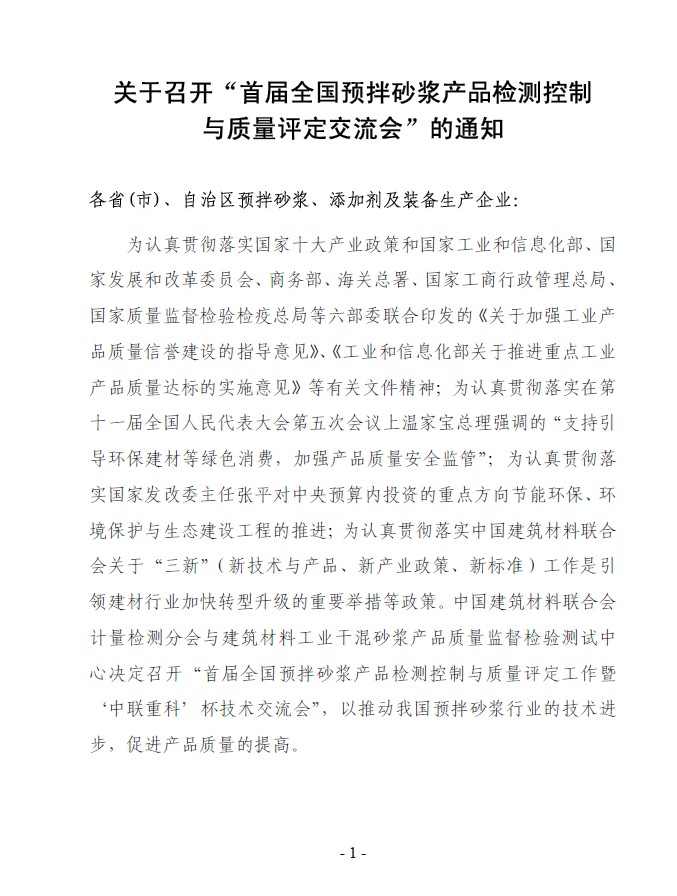 关于召开“首届全国预拌砂浆产品检测控制
与质量评定交流会”的通知
各省(市)、自治区预拌砂浆、添加剂及装备生产企业：
为认真贯彻落实国家十大产业政策和国家工业和信息化部、国
家发展和改革委员会、商务部、海关总署、国家工商行政管理总局、
国家质量监督检验检疫总局等六部委联合印发的《关于加强工业产
品质量信誉建设的指导意见》、《工业和信息化部关于推进重点工业
产品质量达标的实施意见》等有关文件精神；为认真贯彻落实在第
十一届全国人民代表大会第五次会议上温家宝总理强调的“支持引
导环保建材等绿色消费，加强产品质量安全监管”；为认真贯彻落
实国家发改委主任张平对中央预算内投资的重点方向节能环保、环
境保护与生态建设工程的推进；为认真贯彻落实中国建筑材料联合
会关于“三新”（新技术与产品、新产业政策、新标准）工作是引
领建材行业加快转型升级的重要举措等政策。中国建筑材料联合会
计量检测分会与建筑材料工业干混砂浆产品质量监督检验测试中
心决定召开“首届全国预拌砂浆产品检测控制与质量评定工作暨
‘中联重科’杯技术交流会”，以推动我国预拌砂浆行业的技术进
步，促进产品质量的提高。
- 1 -